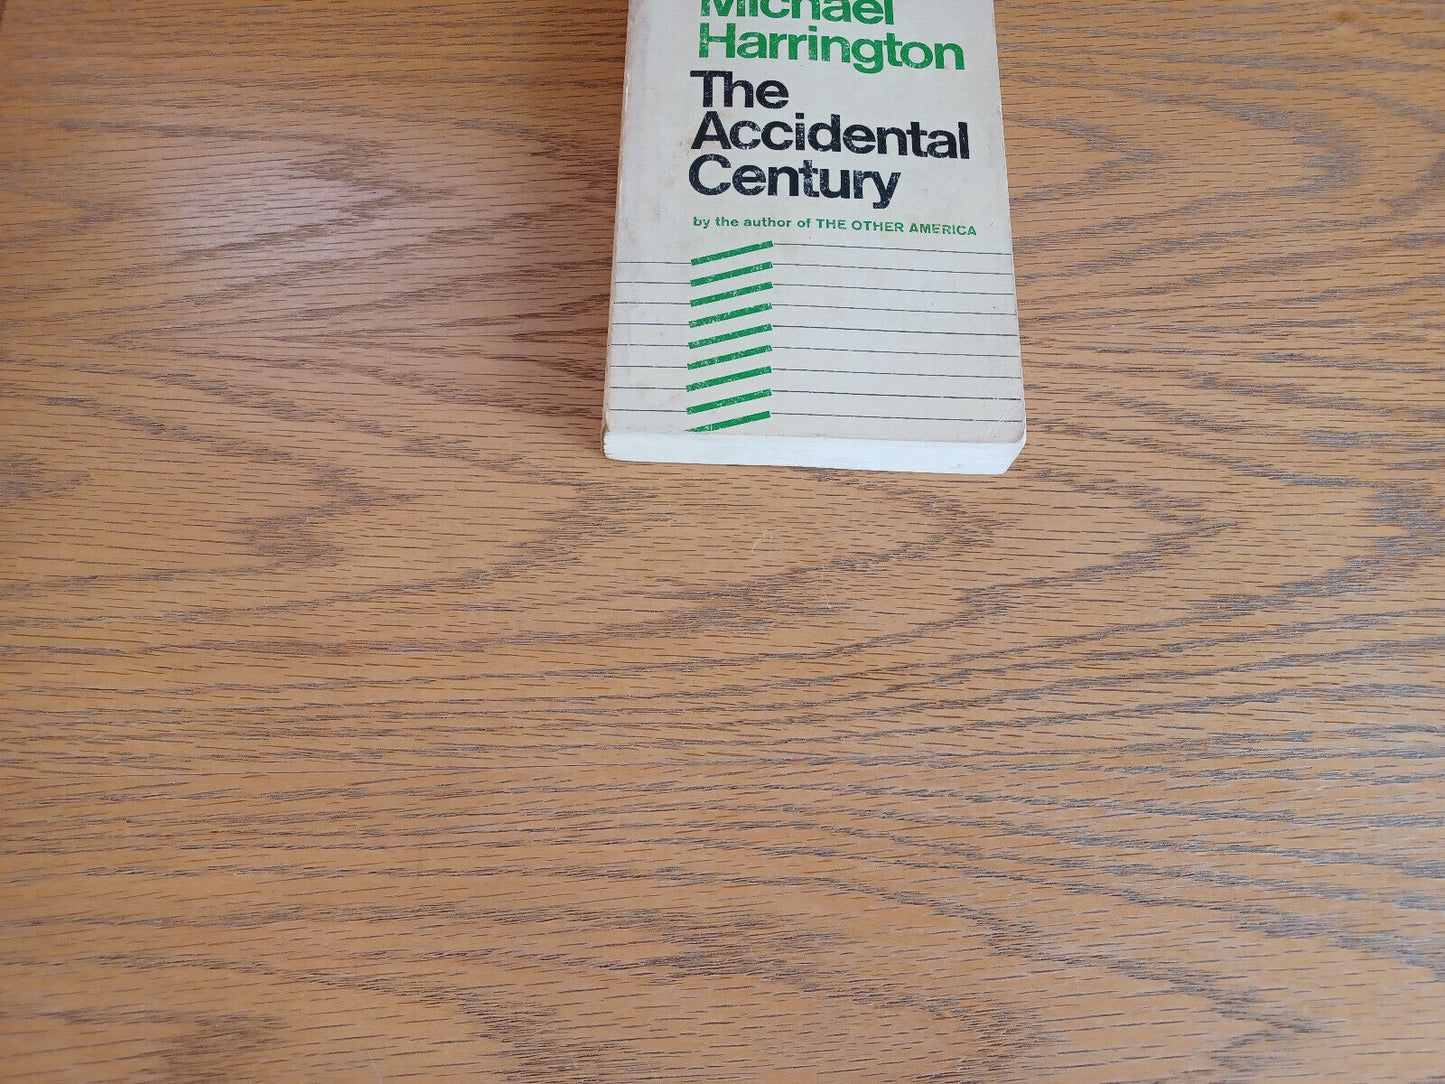 Michael
Harrington
The
Accidental
Century
by the author of THE OTHER AMERICA